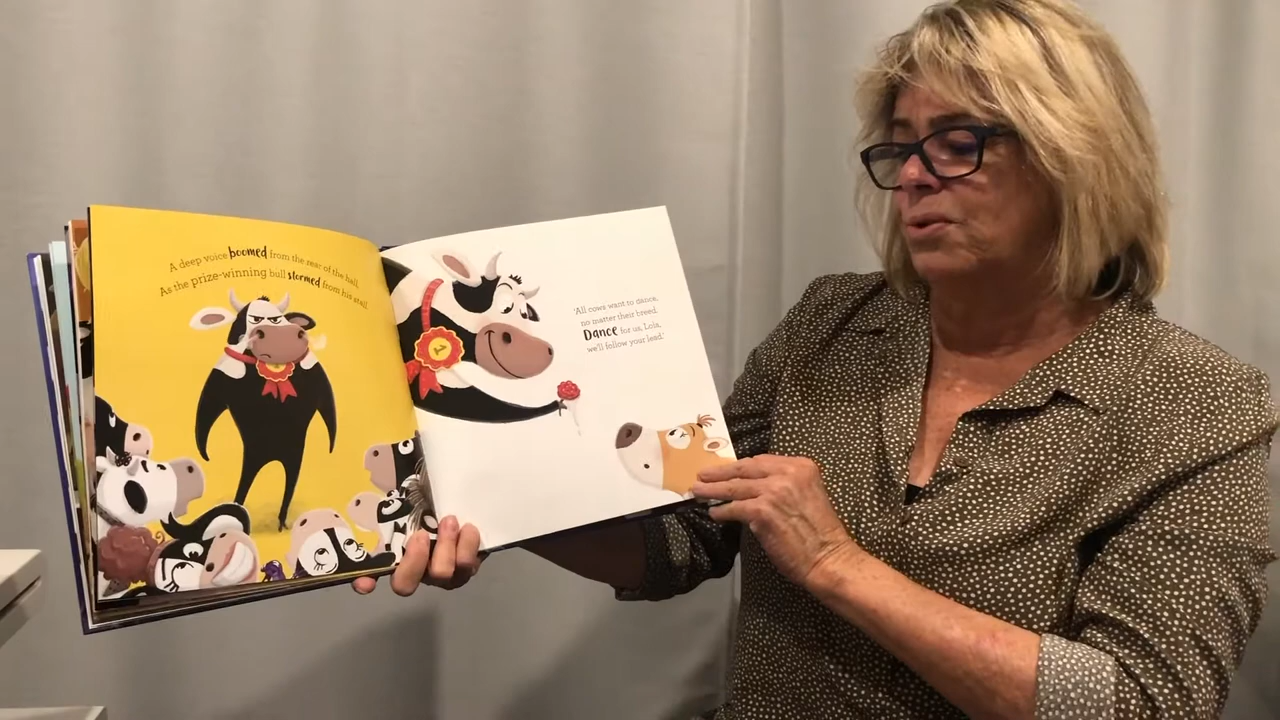 A deep voice boomed from the rear of the hall,
As the prize-winning bull stormed from his stall.
1
'All cows want to dance,
no matter their breed.
Dance for us, Lola,
we'll follow your lead.'